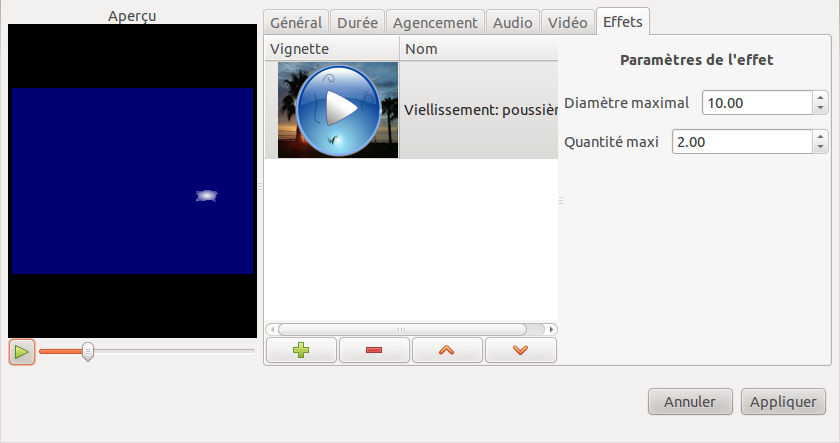 Aperçu
Général Durée Agencement Audio Vidéo Effets
Vignette Nom
Viellissement: poussièr
Paramètres de l'effet
Diamètre maximal 10.00
Quantité maxi 2.00
Annuler Appliquer